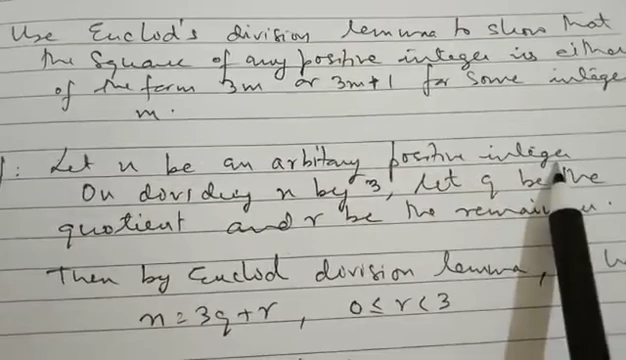 Use Euclod's division lemma to show that
the Square of any positive integer is either
of the form 3m or 3m+1 for some integer
m.
: Let n be an arbitary positive integer
On dividing n by 3, let q be the
quotient and r be the remainder.
Then by Euclod division lemma,
n = 3q + r , 0 ≤ r < 3